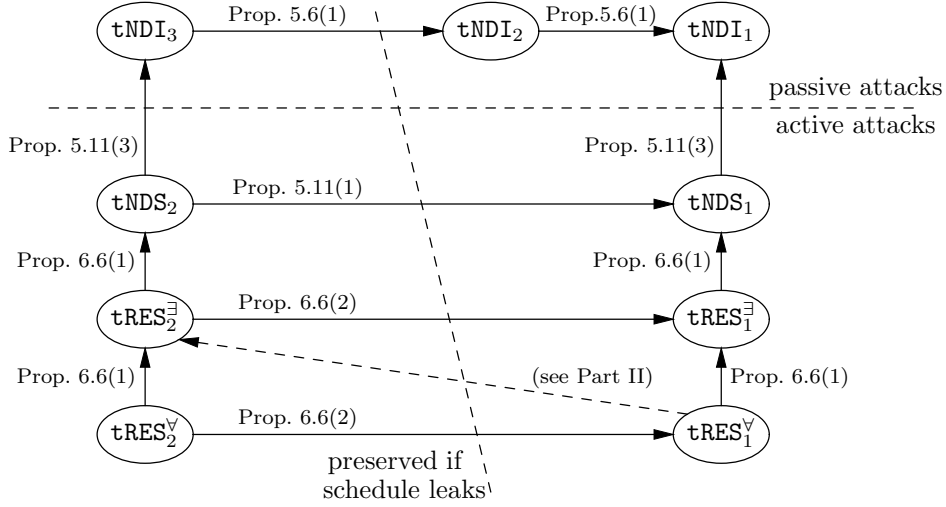 Prop. 5.6(1)
Prop.5.6(1)
tNDI₃
tNDI₂
tNDI₁
passive attacks
active attacks
Prop. 5.11(3)
Prop. 5.11(3)
Prop. 5.11(1)
tNDS₂
tNDS₁
Prop. 6.6(1)
Prop. 6.6(1)
Prop. 6.6(2)
tRES₂^∃
tRES₁^∃
Prop. 6.6(1)
(see Part II)
Prop. 6.6(1)
Prop. 6.6(2)
tRES₂^∀
tRES₁^∀
preserved if
schedule leaks